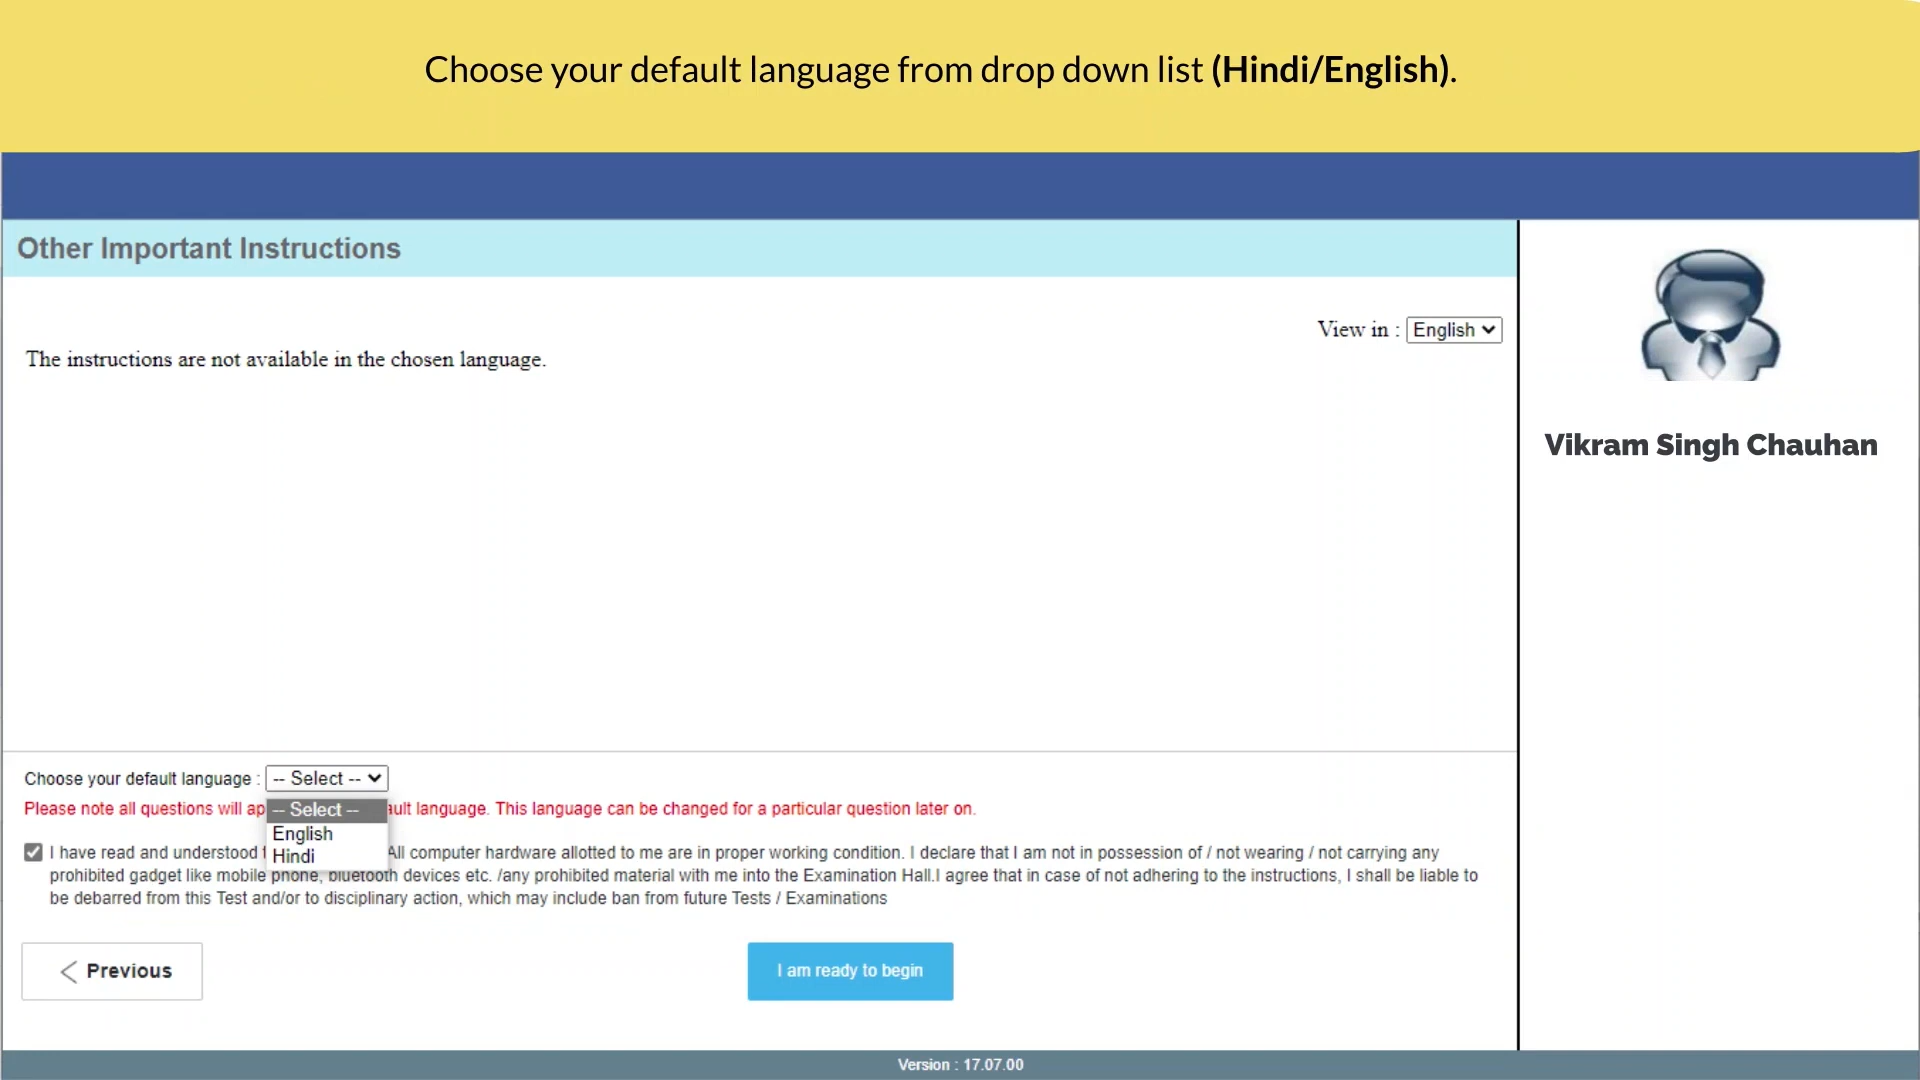 Choose your default language from drop down list (Hindi/English).
Other Important Instructions
View in : English
The instructions are not available in the chosen language.
Vikram Singh Chauhan
Choose your default language : -- Select --
Please note all questions will ap ault language. This language can be changed for a particular question later on.
-- Select --
English
Hindi
I have read and understood All computer hardware allotted to me are in proper working condition. I declare that I am not in possession of / not wearing / not carrying any
prohibited gadget like mobile phone, bluetooth devices etc. /any prohibited material with me into the Examination Hall.I agree that in case of not adhering to the instructions, I shall be liable to
be debarred from this Test and/or to disciplinary action, which may include ban from future Tests / Examinations
Previous
I am ready to begin
Version : 17.07.00